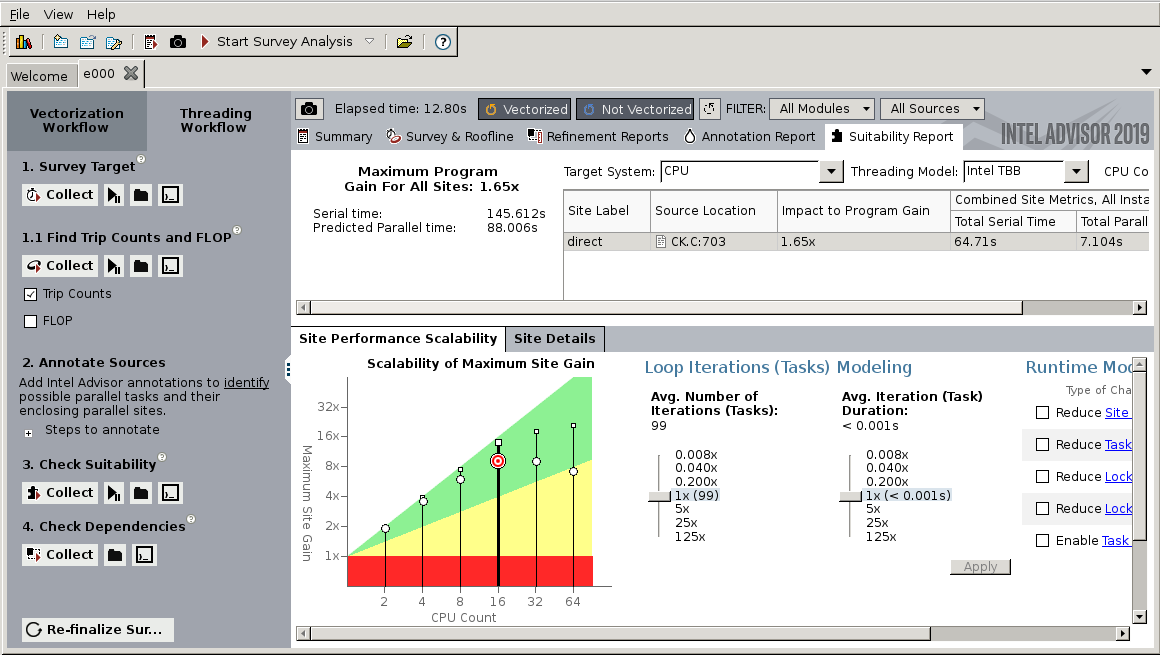 File View Help
Start Survey Analysis
Welcome e000
Vectorization Workflow
Threading Workflow
1. Survey Target
Collect
1.1 Find Trip Counts and FLOP
Collect
Trip Counts
FLOP
2. Annotate Sources
Add Intel Advisor annotations to identify
possible parallel tasks and their
enclosing parallel sites.
Steps to annotate
3. Check Suitability
Collect
4. Check Dependencies
Collect
Re-finalize Sur...
Elapsed time: 12.80s Vectorized Not Vectorized FILTER: All Modules All Sources
Summary Survey & Roofline Refinement Reports Annotation Report Suitability Report
INTEL ADVISOR 2019
Maximum Program
Gain For All Sites: 1.65x
Serial time: 145.612s
Predicted Parallel time: 88.006s
Target System: CPU Threading Model: Intel TBB CPU Co
Site Label Source Location Impact to Program Gain Combined Site Metrics, All Insta
Total Serial Time Total Parall
direct CK.C:703 1.65x 64.71s 7.104s
Site Performance Scalability Site Details
Scalability of Maximum Site Gain
Maximum Site Gain
32x
16x
8x
4x
2x
1x
2 4 8 16 32 64
CPU Count
Loop Iterations (Tasks) Modeling
Avg. Number of
Iterations (Tasks):
99
0.008x
0.040x
0.200x
1x (99)
5x
25x
125x
Avg. Iteration (Task)
Duration:
< 0.001s
0.008x
0.040x
0.200x
1x (< 0.001s)
5x
25x
125x
Apply
Runtime Mod
Type of Cha
Reduce Site
Reduce Task
Reduce Lock
Reduce Lock
Enable Task